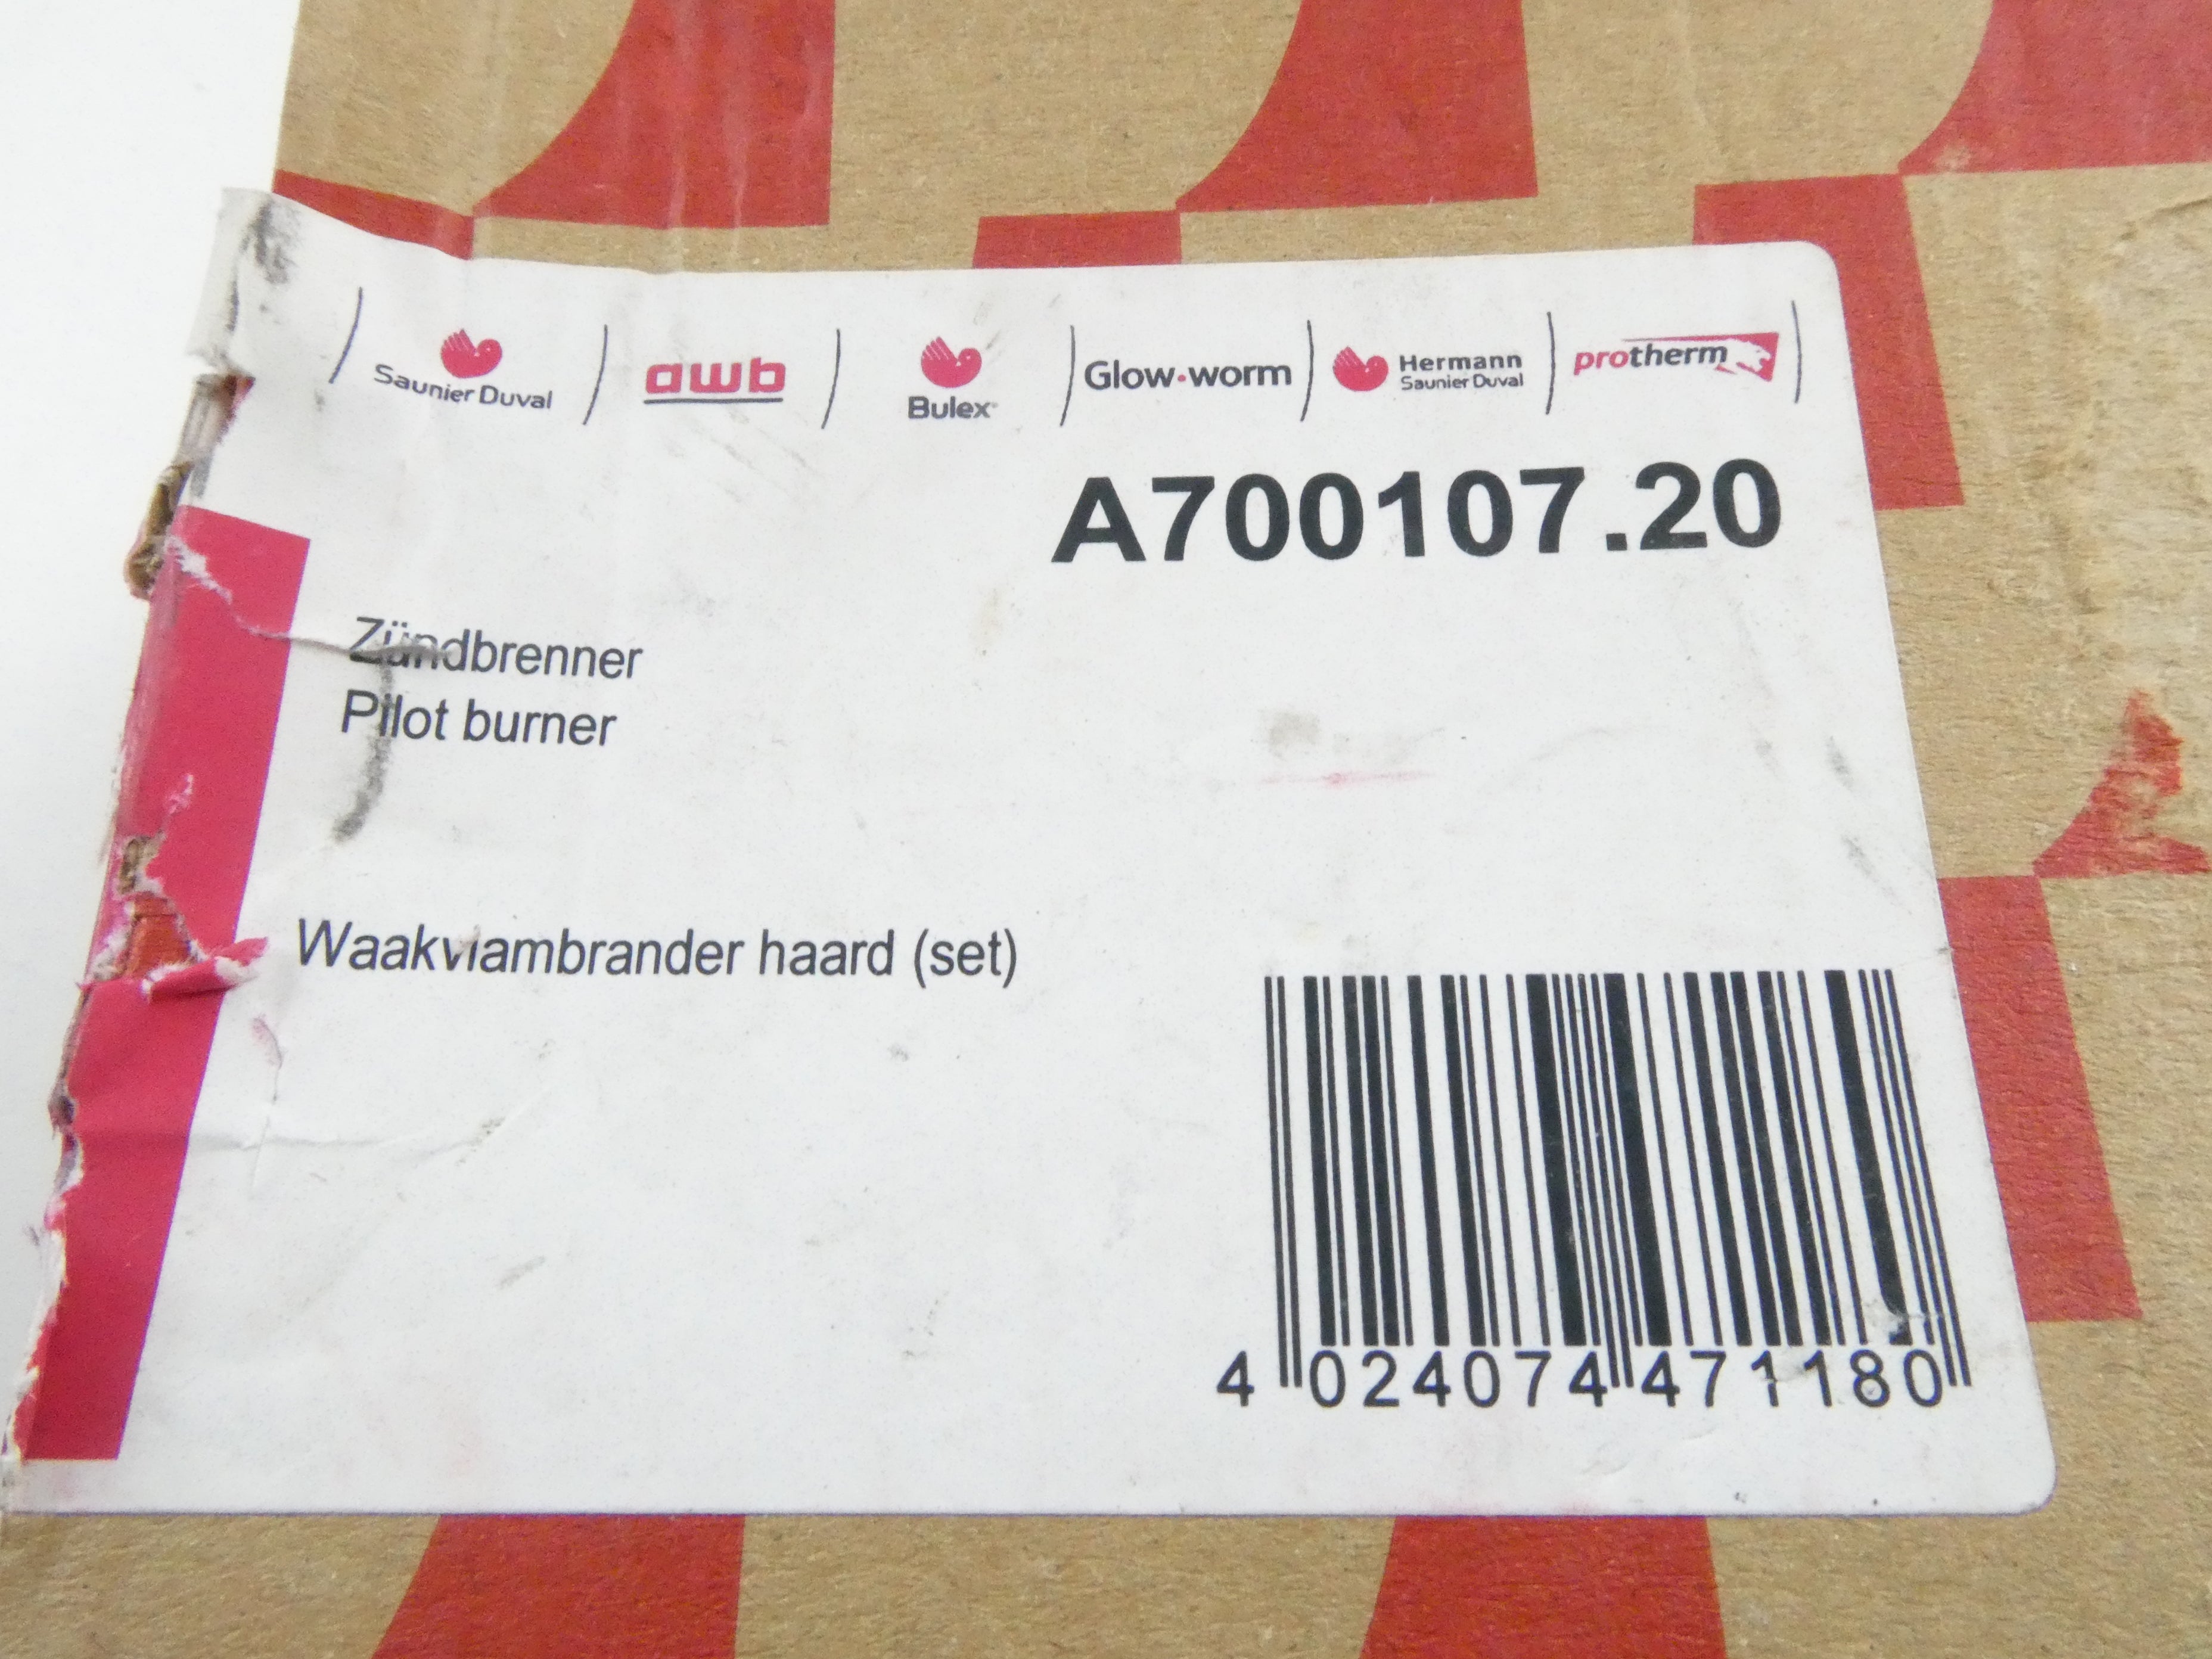 Saunier Duval awb Bulex Glow-worm Hermann Saunier Duval protherm
A700107.20
Zündbrenner
Pilot burner
Waakvlambrander haard (set)
4 024074 471180